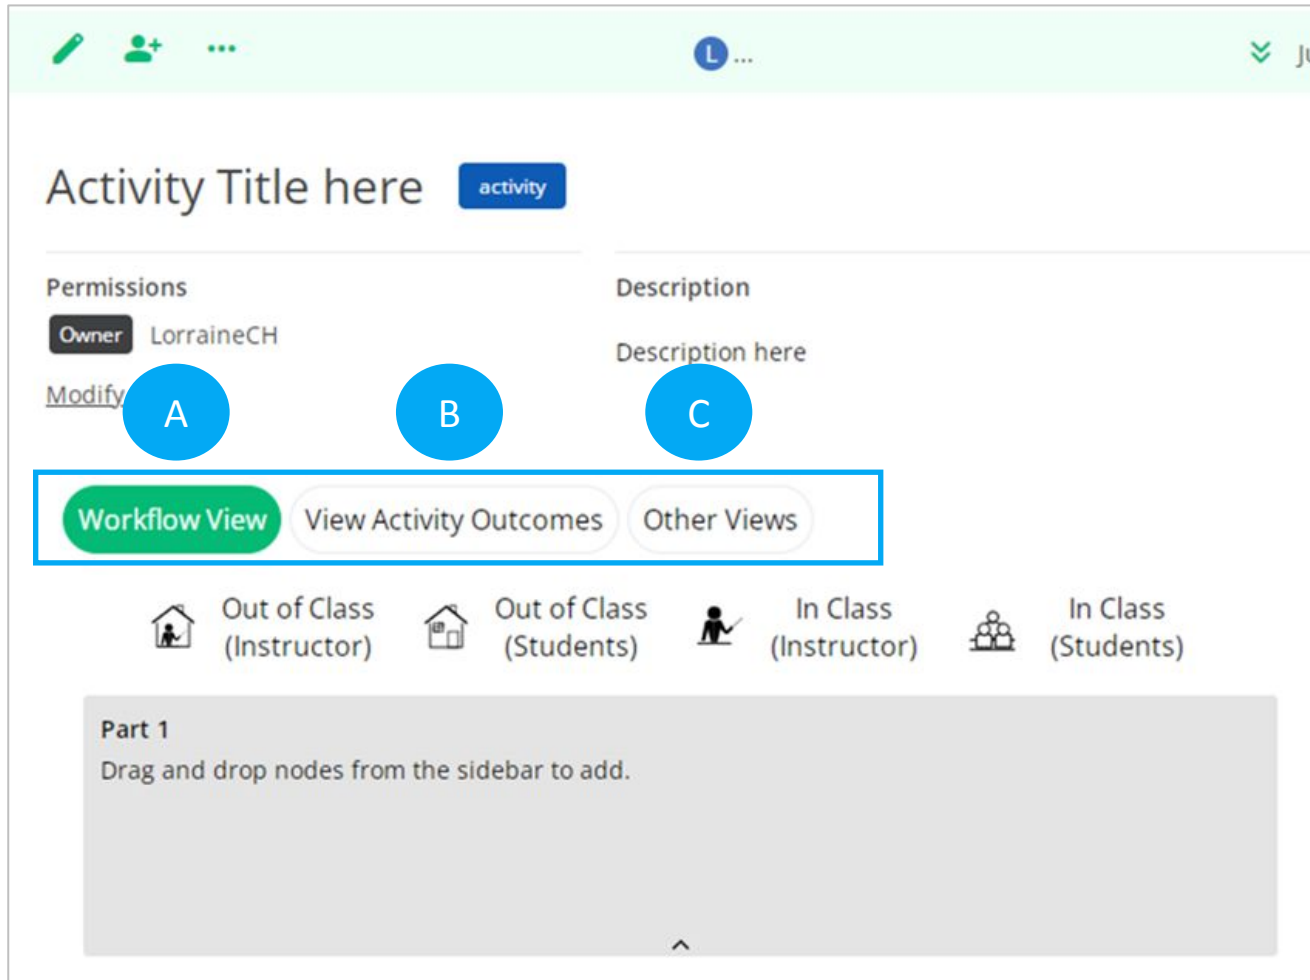 L ...
Activity Title here activity
Permissions
Description
Owner LorraineCH
Description here
Modify
A B C
Workflow View View Activity Outcomes Other Views
Out of Class
(Instructor)
Out of Class
(Students)
In Class
(Instructor)
In Class
(Students)
Part 1
Drag and drop nodes from the sidebar to add.